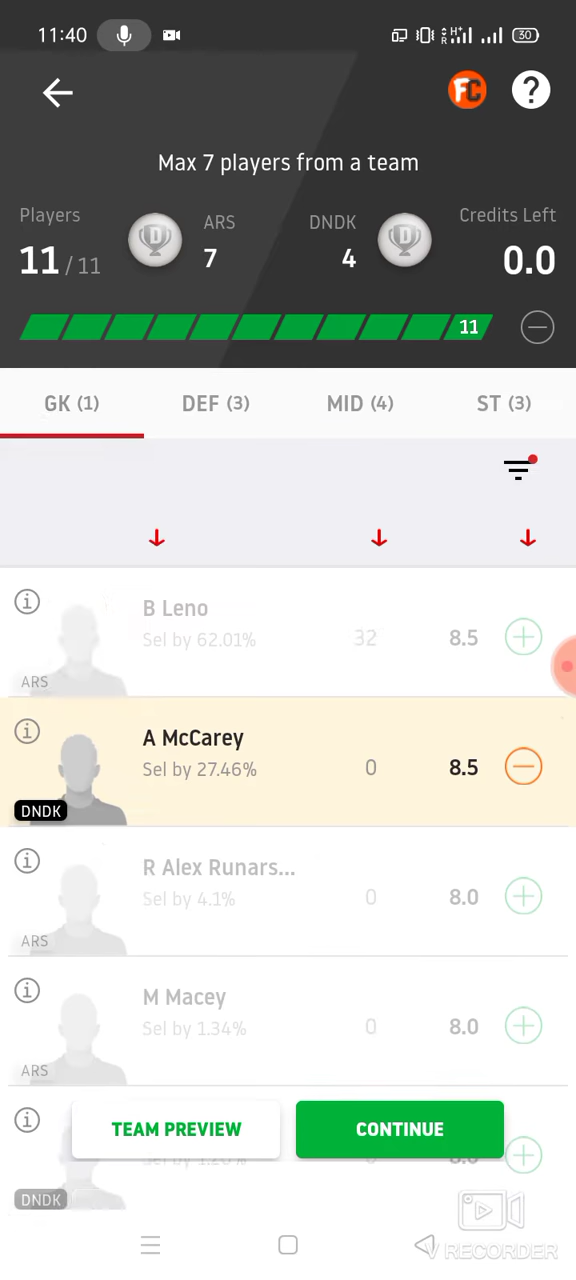 11:40
H+
R
30
FC
?
Max 7 players from a team
Players
ARS
DNDK
Credits Left
11 / 11
D
7
4
D
0.0
11
GK (1)
DEF (3)
MID (4)
ST (3)
B Leno
Sel by 62.01%
32
8.5
ARS
A McCarey
Sel by 27.46%
0
8.5
DNDK
R Alex Runars...
Sel by 4.1%
0
8.0
ARS
M Macey
Sel by 1.34%
0
8.0
ARS
TEAM PREVIEW
CONTINUE
DNDK
V RECORDER